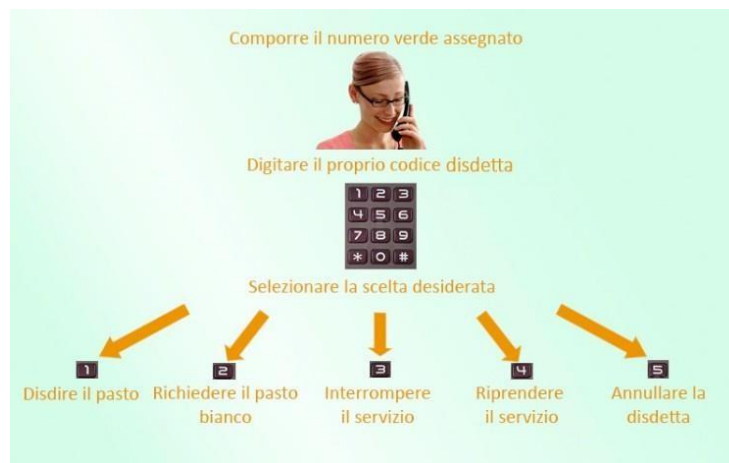 Comporre il numero verde assegnato
Digitare il proprio codice disdetta
1 2 3
4 5 6
7 8 9
* 0 #
Selezionare la scelta desiderata
1 2 3 4 5
Disdire il pasto Richiedere il pasto Interrompere Riprendere Annullare la
bianco il servizio il servizio disdetta